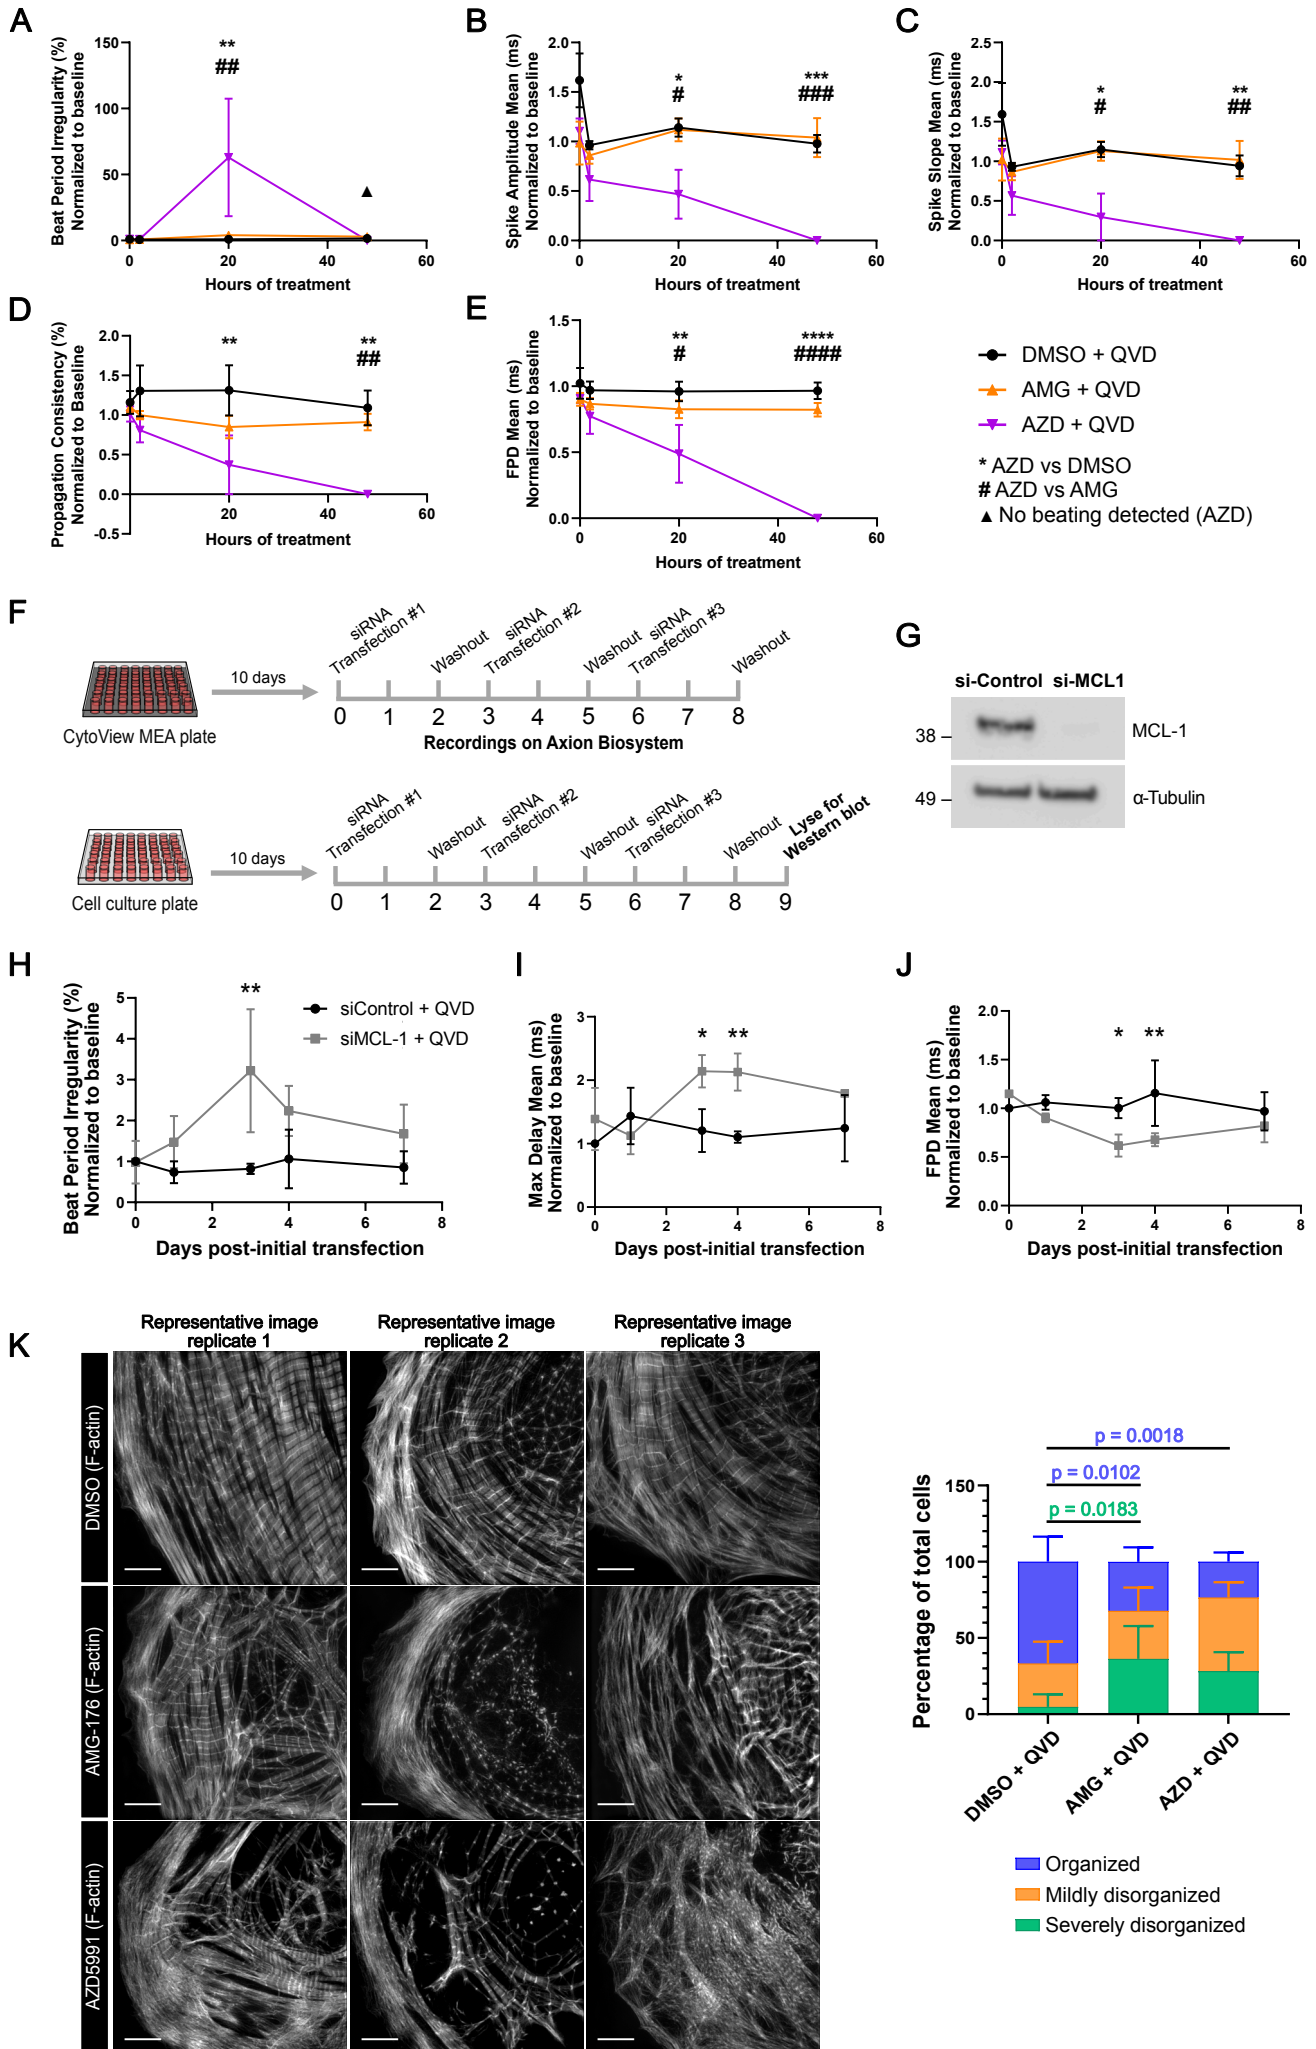 A
Beat Period Irregularity (%)
Normalized to baseline
150
100
50
0
0
20
40
60
**
##
▲
Hours of treatment
B
Spike Amplitude Mean (ms)
Normalized to baseline
2.0
1.5
1.0
0.5
0.0
0
20
40
60
*
#
***
###
Hours of treatment
C
Spike Slope Mean (ms)
Normalized to baseline
2.5
2.0
1.5
1.0
0.5
0.0
0
20
40
60
*
#
**
##
Hours of treatment
D
Propagation Consistency (%)
Normalized to Baseline
2.0
1.5
1.0
0.5
0.0
-0.5
20
40
60
**
**
##
Hours of treatment
E
FPD Mean (ms)
Normalized to baseline
1.5
1.0
0.5
0.0
0
20
40
60
**
#
****
####
Hours of treatment
DMSO + QVD
AMG + QVD
AZD + QVD
* AZD vs DMSO
# AZD vs AMG
▲ No beating detected (AZD)
F
CytoView MEA plate
10 days
siRNA
Transfection #1
Washout
siRNA
Transfection #2
Washout
siRNA
Transfection #3
Washout
0 1 2 3 4 5 6 7 8
Recordings on Axion Biosystem
Cell culture plate
10 days
siRNA
Transfection #1
Washout
siRNA
Transfection #2
Washout
siRNA
Transfection #3
Washout
Lyse for
Western blot
0 1 2 3 4 5 6 7 8 9
G
si-Control si-MCL1
38
MCL-1
49
α-Tubulin
H
Beat Period Irregularity (%)
Normalized to baseline
5
4
3
2
1
0
0
2
4
6
8
**
siControl + QVD
siMCL-1 + QVD
Days post-initial transfection
I
Max Delay Mean (ms)
Normalized to baseline
3
2
1
0
0
2
4
6
8
*
**
Days post-initial transfection
J
FPD Mean (ms)
Normalized to baseline
2.0
1.5
1.0
0.5
0.0
0
2
4
6
8
*
**
Days post-initial transfection
K
Representative image
replicate 1
Representative image
replicate 2
Representative image
replicate 3
DMSO (F-actin)
AMG-176 (F-actin)
AZD5991 (F-actin)
Percentage of total cells
150
100
50
0
p = 0.0018
p = 0.0102
p = 0.0183
DMSO + QVD
AMG + QVD
AZD + QVD
Organized
Mildly disorganized
Severely disorganized